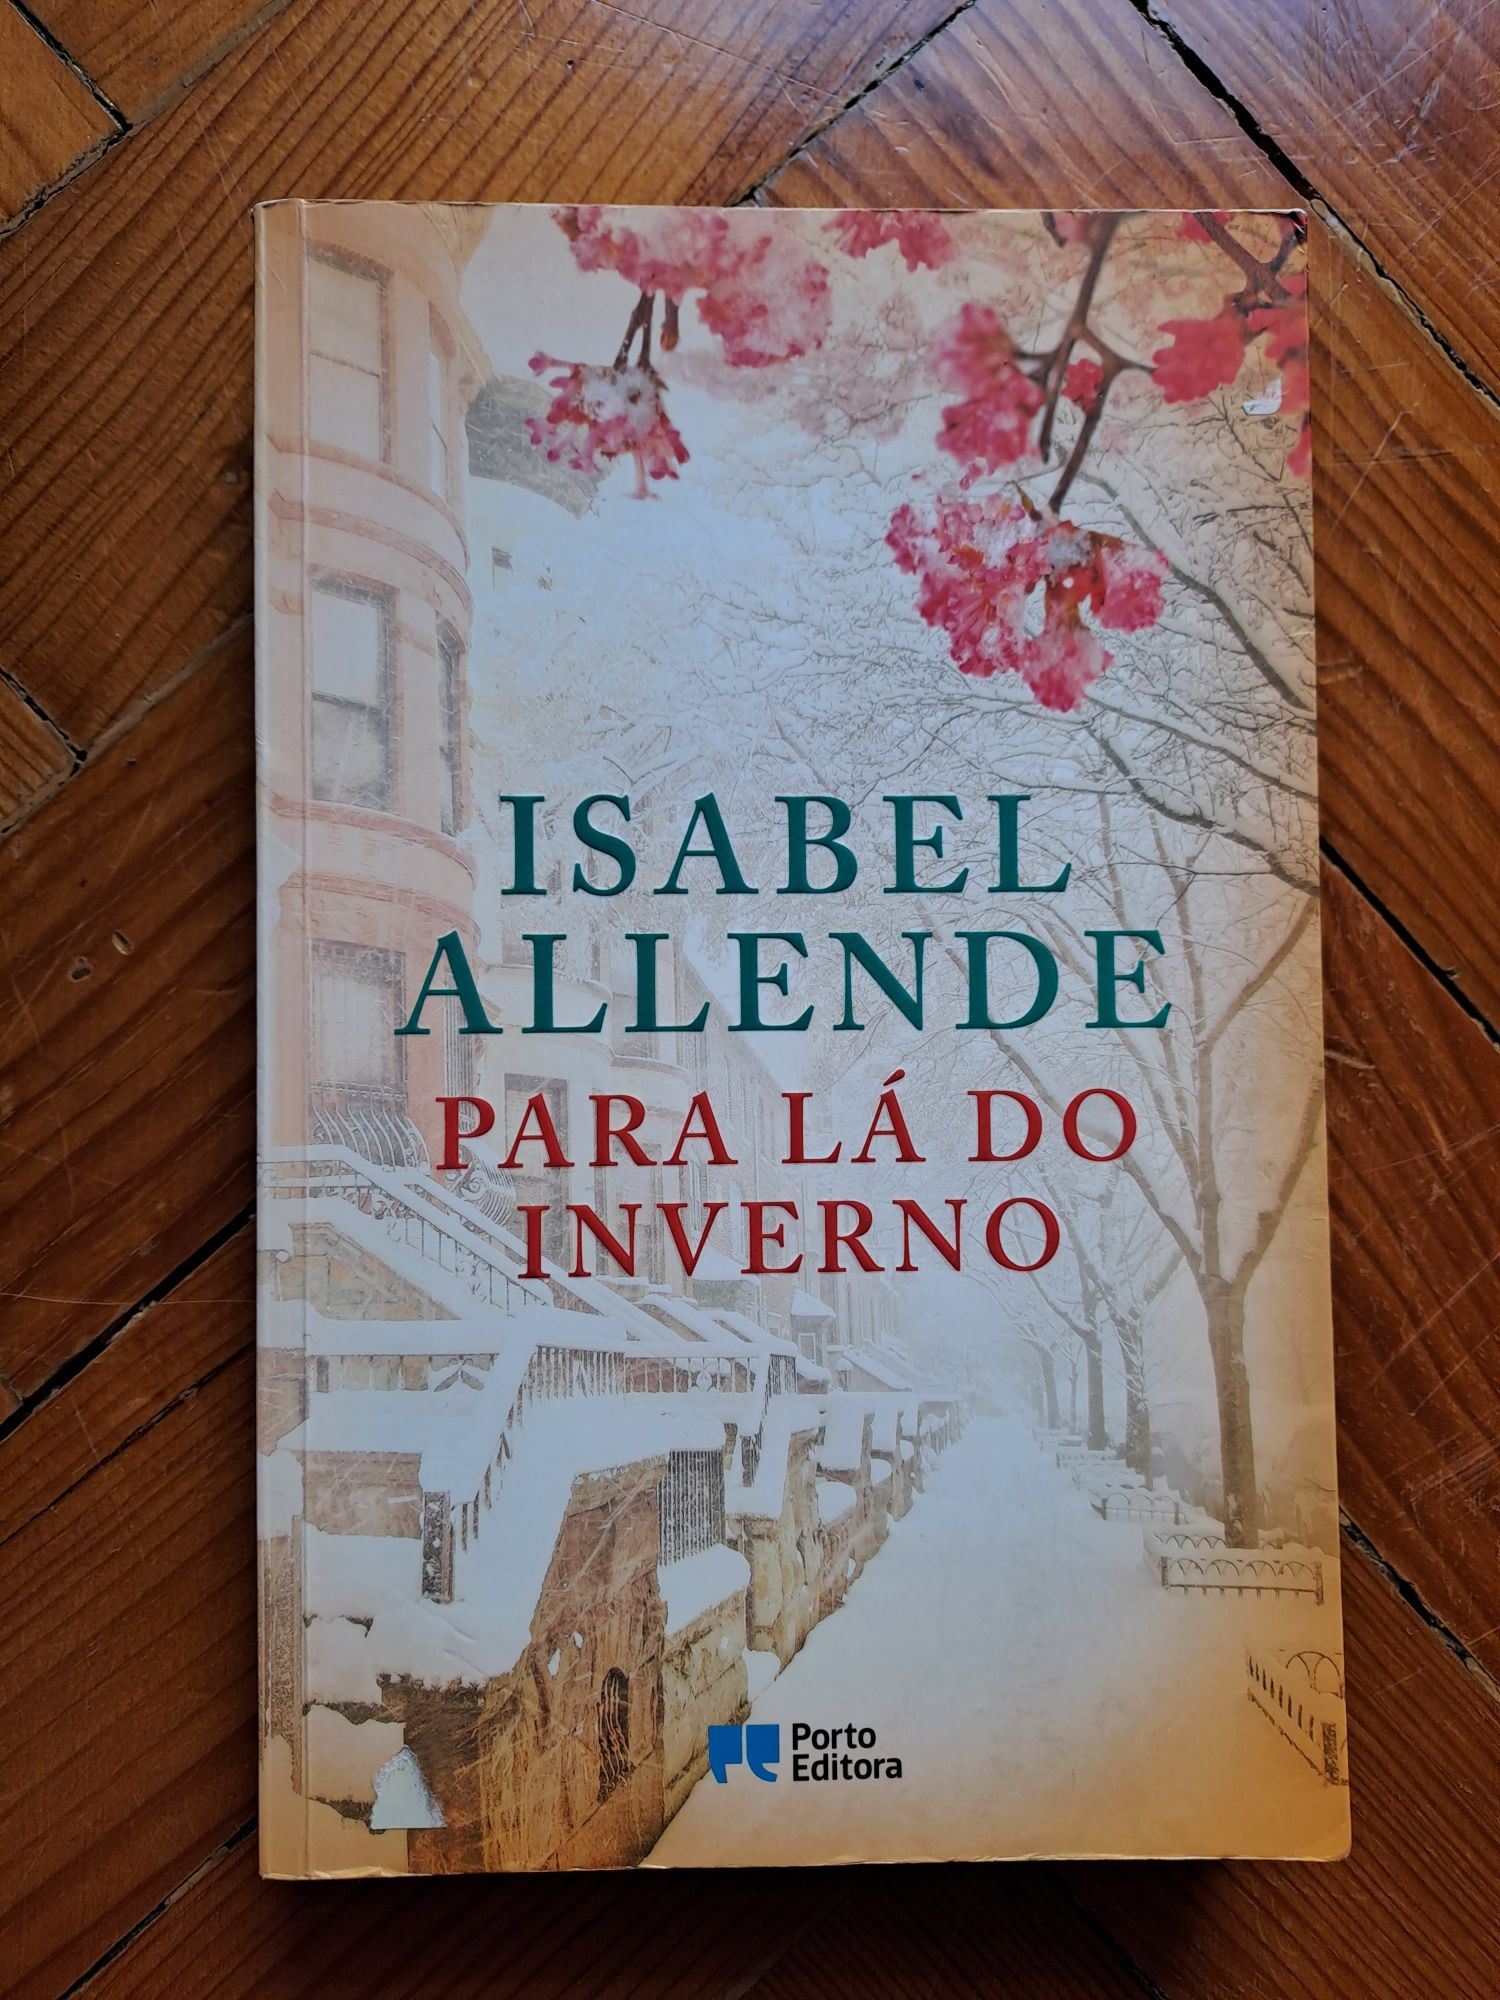 ISABEL
ALLENDE
PARA LÁ DO
INVERNO
Porto
Editora